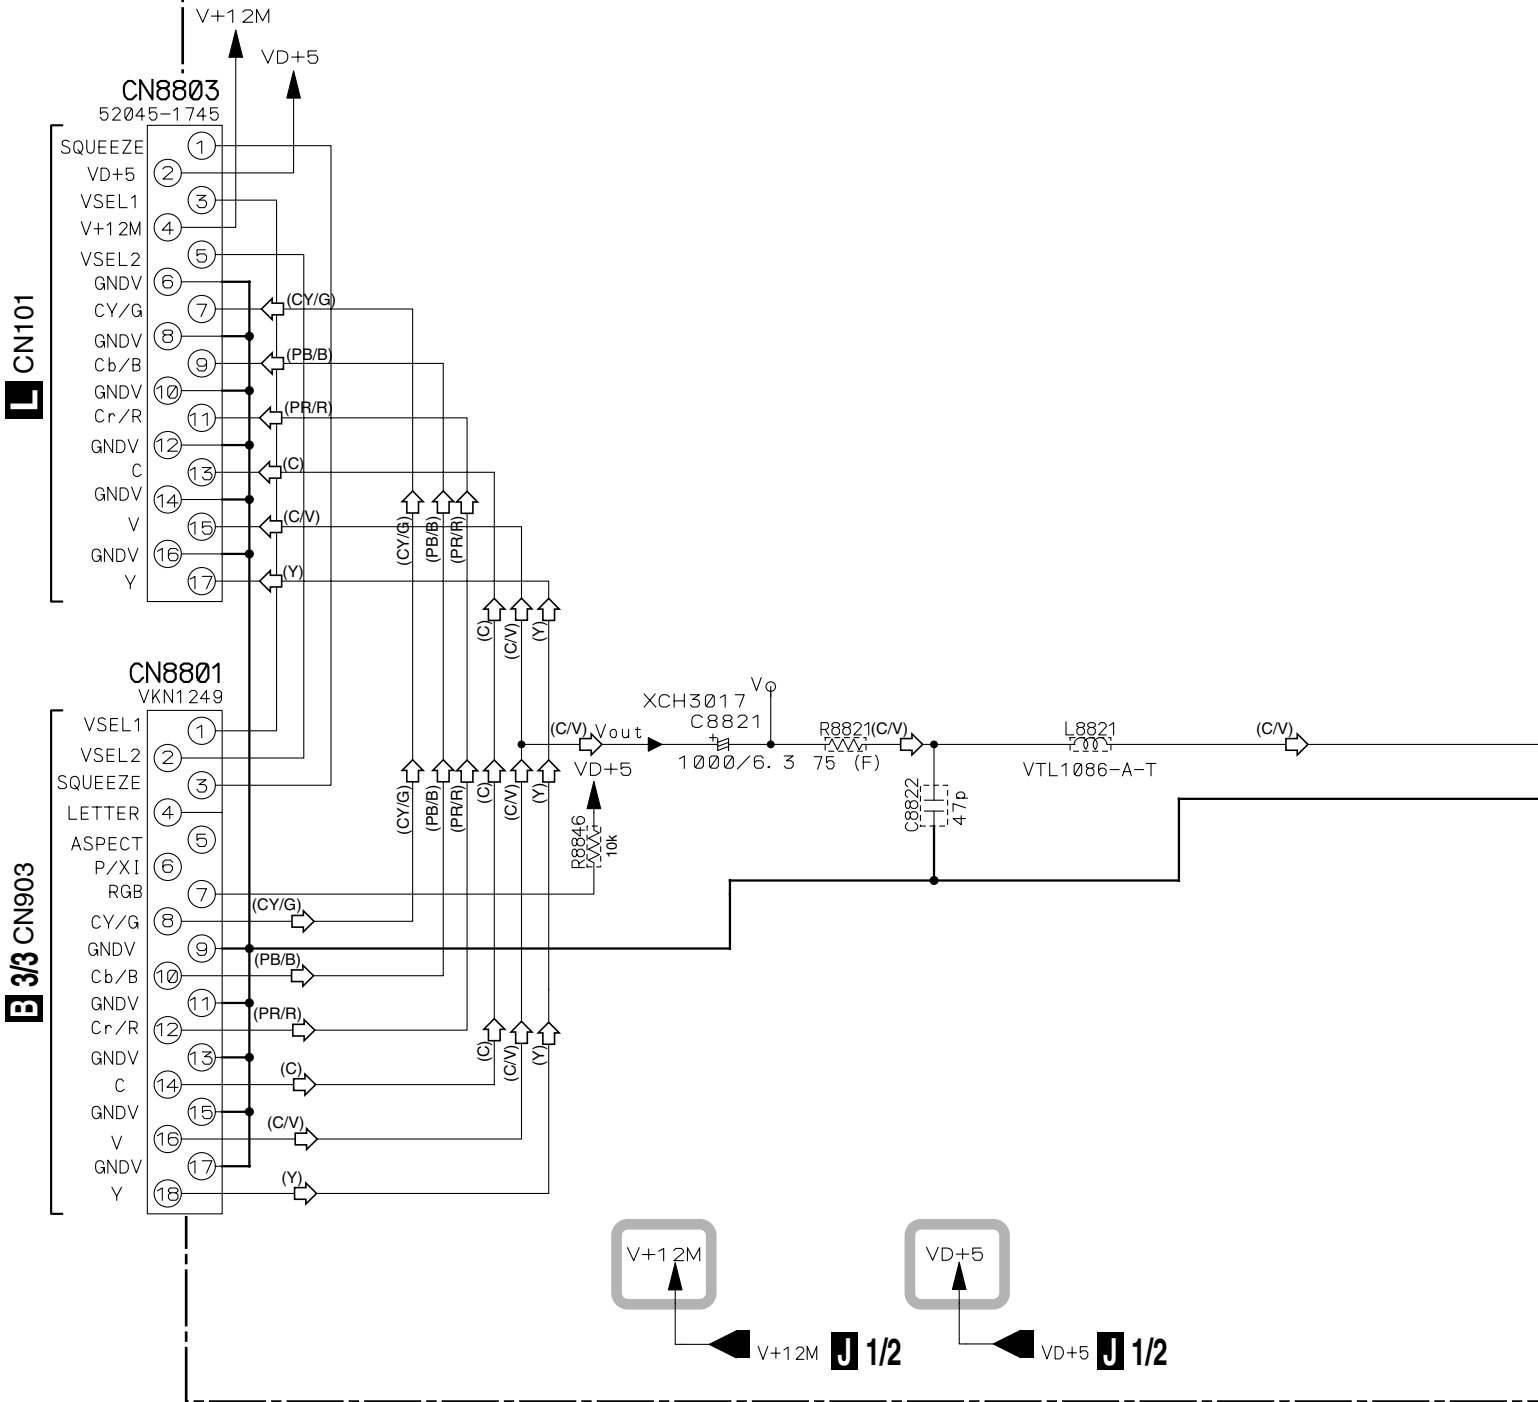 V+12M
VD+5
CN8803
52045-1745
SQUEEZE 1
VD+5 2
VSEL1 3
V+12M 4
VSEL2 5
GNDV 6
CY/G 7 (CY/G)
GNDV 8
Cb/B 9 (PB/B)
GNDV 10
Cr/R 11 (PR/R)
GNDV 12
C 13 (C)
GNDV 14
V 15 (C/V)
GNDV 16
Y 17 (Y)
L CN101
(CY/G) (PB/B) (PR/R)
(C) (C/V) (Y)
CN8801
VKN1249
VSEL1 1
VSEL2 2
SQUEEZE 3
LETTER 4
ASPECT 5
P/XI 6
RGB 7
CY/G 8 (CY/G)
GNDV 9
Cb/B 10 (PB/B)
GNDV 11
Cr/R 12 (PR/R)
GNDV 13
C 14 (C)
GNDV 15
V 16 (C/V)
GNDV 17
Y 18 (Y)
B 3/3 CN903
(CY/G) (PB/B) (PR/R) (C) (C/V) (Y)
(C) (C/V) (Y)
(C/V) Vout
VD+5
R8846
10k
XCH3017
C8821
+
1000/6.3
V
R8821 (C/V)
75 (F)
C8822
47p
L8821
VTL1086-A-T
(C/V)
V+12M
V+12M J 1/2
VD+5
VD+5 J 1/2